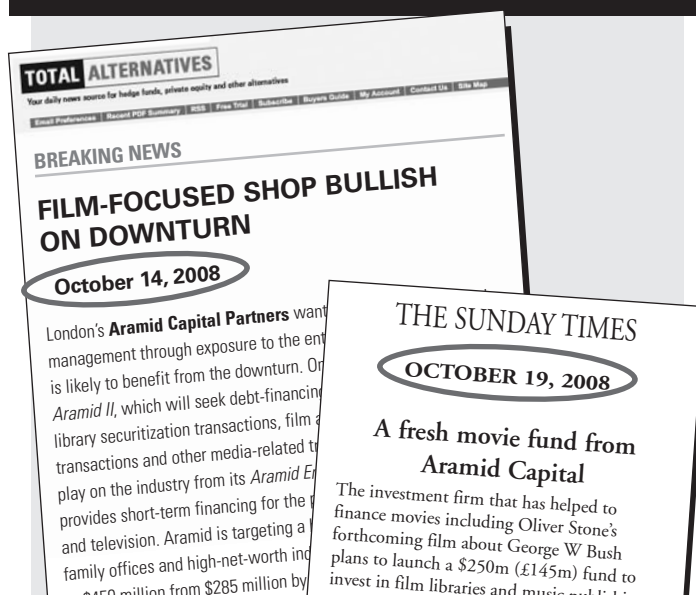 TOTAL ALTERNATIVES
Your daily news source for hedge funds, private equity and other alternatives
Email Preferences | Recent PDF Summary | RSS | Free Trial | Subscribe | Buyers Guide | My Account | Contact Us | Site Map
BREAKING NEWS
FILM-FOCUSED SHOP BULLISH
ON DOWNTURN
October 14, 2008
London's Aramid Capital Partners want
management through exposure to the ent
is likely to benefit from the downturn. On
Aramid II, which will seek debt-financing
library securitization transactions, film a
transactions and other media-related tr
play on the industry from its Aramid En
provides short-term financing for the p
and television. Aramid is targeting a
family offices and high-net-worth ind
$450 million from $285 million by
THE SUNDAY TIMES
OCTOBER 19, 2008
A fresh movie fund from
Aramid Capital
The investment firm that has helped to
finance movies including Oliver Stone's
forthcoming film about George W Bush
plans to launch a $250m (£145m) fund to
invest in film libraries and music